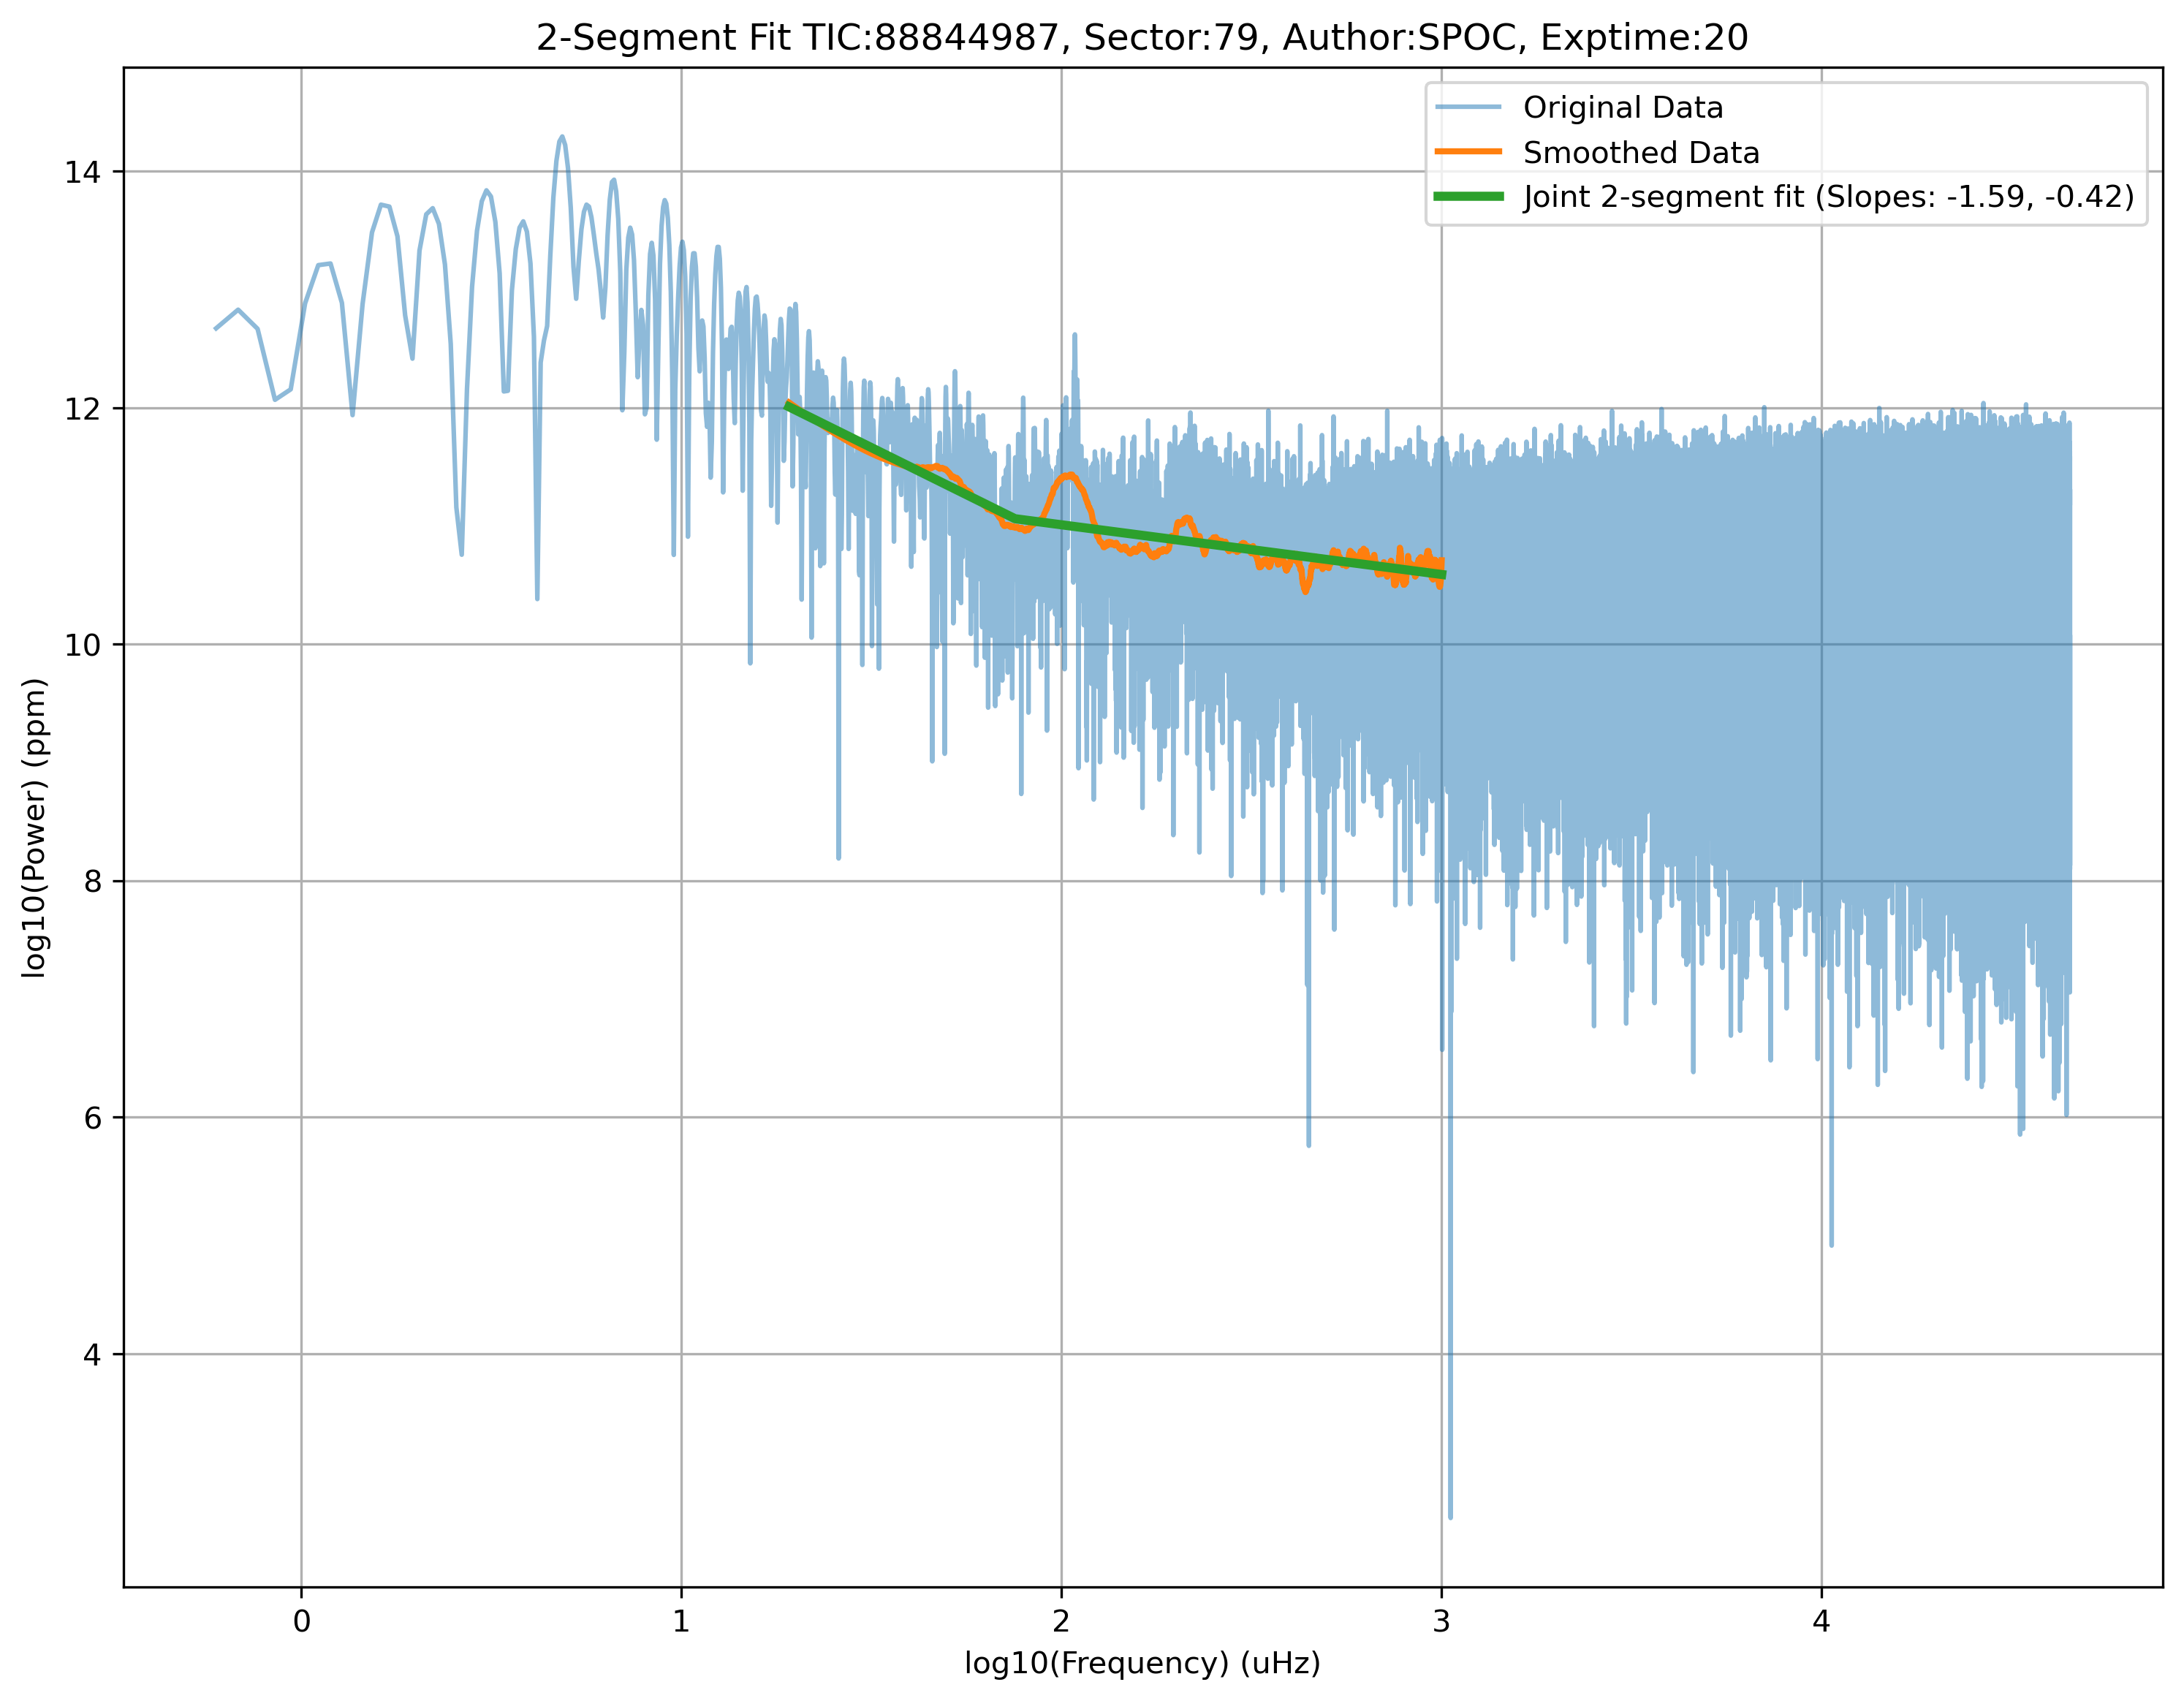 2-Segment Fit TIC:88844987, Sector:79, Author:SPOC, Exptime:20
Original Data
Smoothed Data
Joint 2-segment fit (Slopes: -1.59, -0.42)
log10(Power) (ppm)
14
12
10
8
6
4
0 1 2 3 4
log10(Frequency) (uHz)